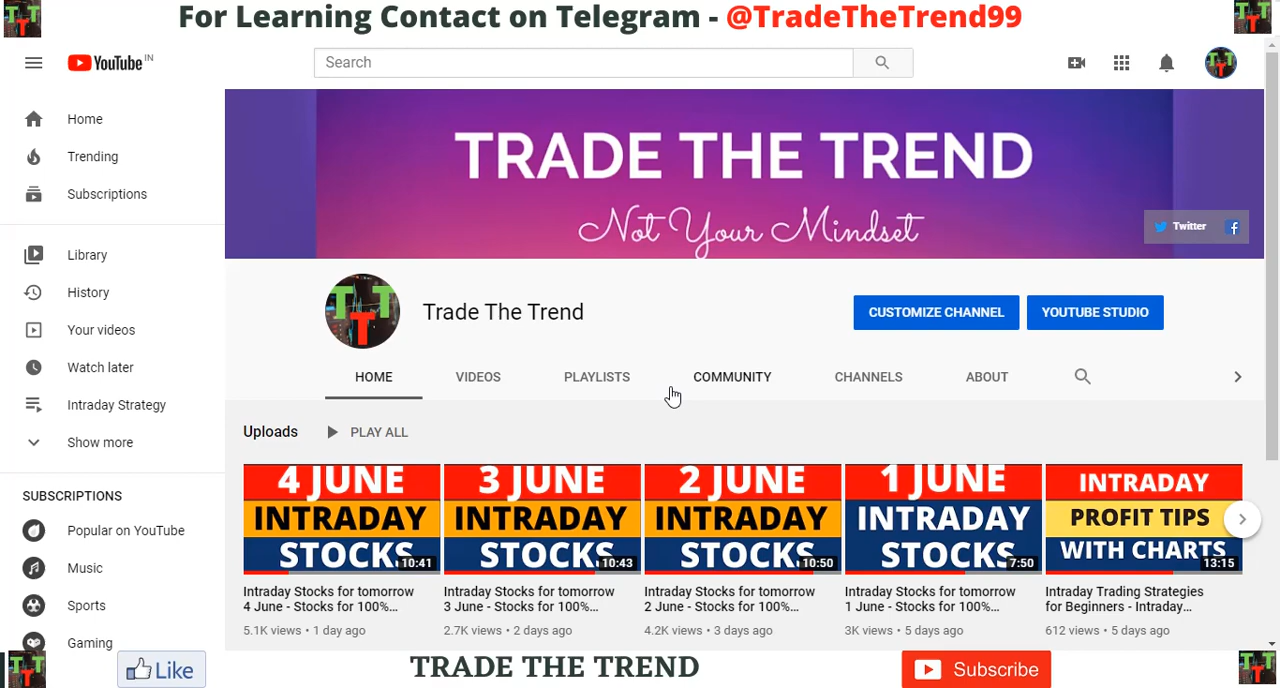 For Learning Contact on Telegram - @TradeTheTrend99
YouTube IN
Search
Home
Trending
Subscriptions
Library
History
Your videos
Watch later
Intraday Strategy
Show more
SUBSCRIPTIONS
Popular on YouTube
Music
Sports
Gaming
TRADE THE TREND
Not Your Mindset
Twitter
TTT
Trade The Trend
CUSTOMIZE CHANNEL
YOUTUBE STUDIO
HOME
VIDEOS
PLAYLISTS
COMMUNITY
CHANNELS
ABOUT
Uploads
PLAY ALL
4 JUNE
INTRADAY
STOCKS
10:41
Intraday Stocks for tomorrow
4 June - Stocks for 100%...
5.1K views • 1 day ago
3 JUNE
INTRADAY
STOCKS
10:43
Intraday Stocks for tomorrow
3 June - Stocks for 100%...
2.7K views • 2 days ago
2 JUNE
INTRADAY
STOCKS
10:50
Intraday Stocks for tomorrow
2 June - Stocks for 100%...
4.2K views • 3 days ago
1 JUNE
INTRADAY
STOCKS
7:50
Intraday Stocks for tomorrow
1 June - Stocks for 100%...
3K views • 5 days ago
INTRADAY
PROFIT TIPS
WITH CHARTS
13:15
Intraday Trading Strategies
for Beginners - Intraday...
612 views • 5 days ago
Like
TRADE THE TREND
Subscribe